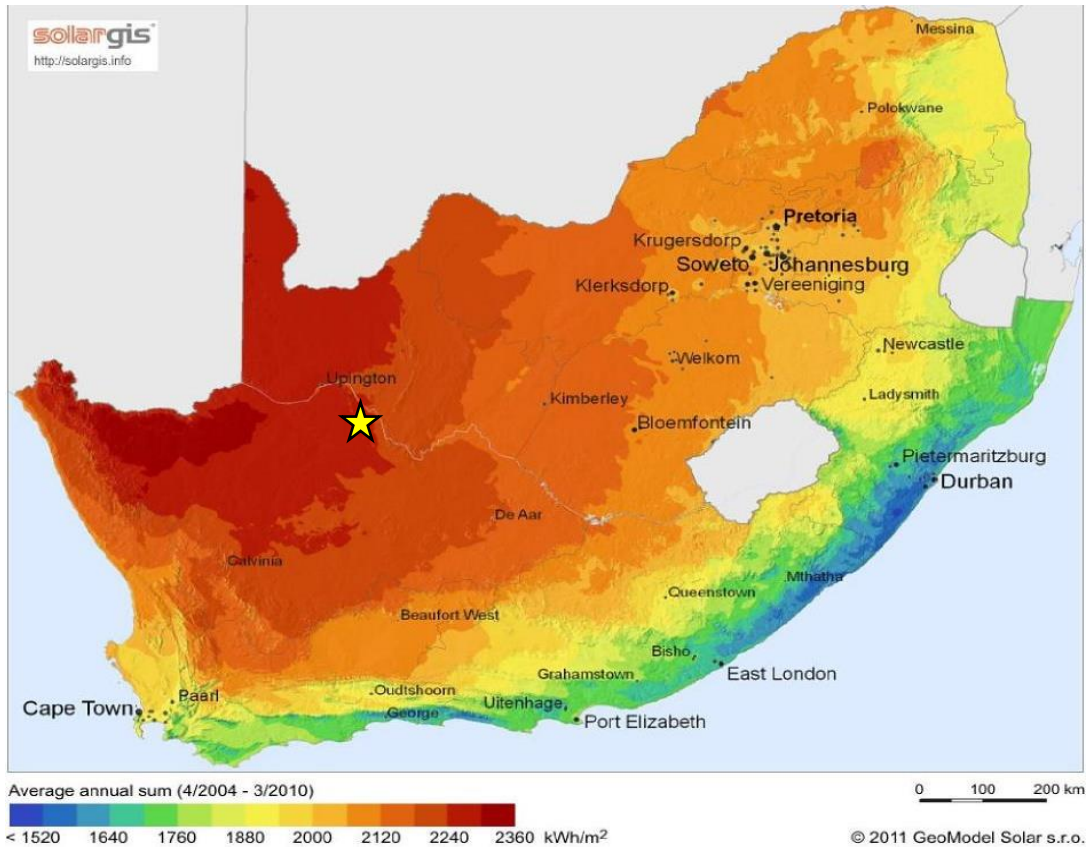 solargis
http://solargis.info
Messina
Polokwane
Pretoria
Krugersdorp
Soweto
Johannesburg
Klerksdorp
Vereeniging
Newcastle
Welkom
Upington
Kimberley
Ladysmith
Bloemfontein
Pietermaritzburg
Durban
De Aar
Calvinia
Mthatha
Queenstown
Beaufort West
Bisho
East London
Grahamstown
Oudtshoorn
Paarl
Uitenhage
Cape Town
George
Port Elizabeth
Average annual sum (4/2004 - 3/2010)
0 100 200 km
< 1520 1640 1760 1880 2000 2120 2240 2360 kWh/m²
© 2011 GeoModel Solar s.r.o.